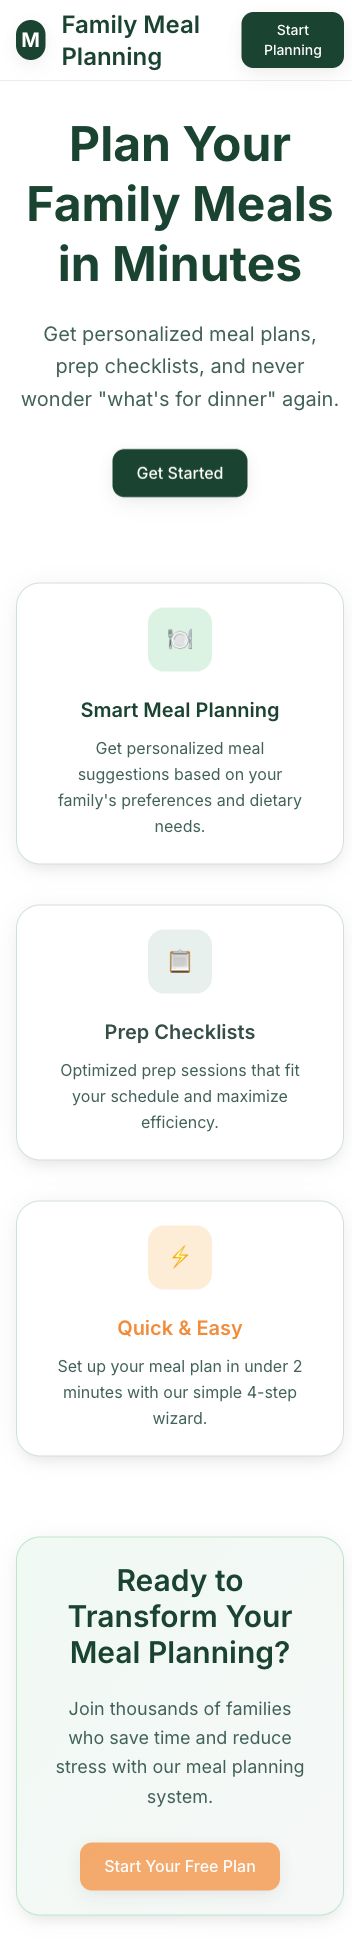 M
Family Meal
Planning
Start
Planning
Plan Your
Family Meals
in Minutes
Get personalized meal plans,
prep checklists, and never
wonder "what's for dinner" again.
Get Started
Smart Meal Planning
Get personalized meal
suggestions based on your
family's preferences and dietary
needs.
Prep Checklists
Optimized prep sessions that fit
your schedule and maximize
efficiency.
Quick & Easy
Set up your meal plan in under 2
minutes with our simple 4-step
wizard.
Ready to
Transform Your
Meal Planning?
Join thousands of families
who save time and reduce
stress with our meal planning
system.
Start Your Free Plan